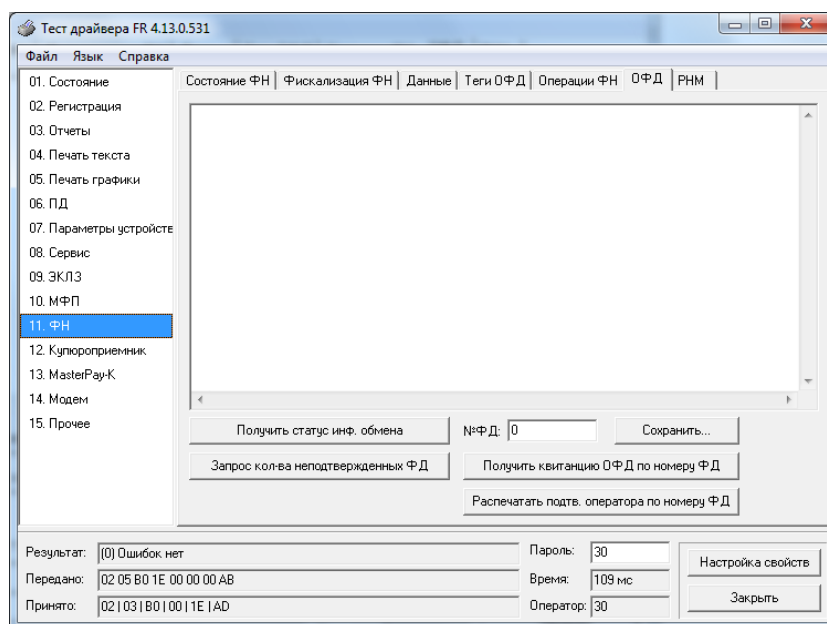 Тест драйвера FR 4.13.0.531
Файл Язык Справка
01. Состояние
02. Регистрация
03. Отчеты
04. Печать текста
05. Печать графики
06. ПД
07. Параметры устройств
08. Сервис
09. ЭКЛЗ
10. МФП
11. ФН
12. Купюроприемник
13. MasterPay-K
14. Модем
15. Прочее
Состояние ФН Фискализация ФН Данные Теги ОФД Операции ФН ОФД РНМ
Получить статус инф. обмена №ФД: 0 Сохранить...
Запрос кол-ва неподтвержденных ФД Получить квитанцию ОФД по номеру ФД
Распечатать подтв. оператора по номеру ФД
Результат: (0) Ошибок нет Пароль: 30 Настройка свойств
Передано: 02 05 B0 1E 00 00 00 AB Время: 109 мс
Принято: 02 | 03 | B0 | 00 | 1E | AD Оператор: 30 Закрыть